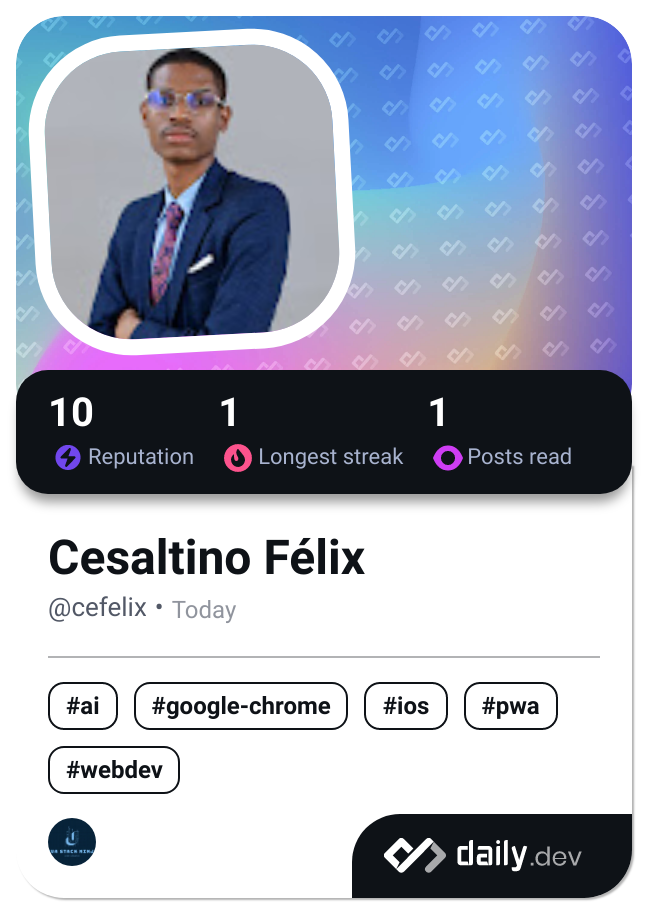 10 1 1
Reputation Longest streak Posts read
Cesaltino Félix
@cefelix • Today
#ai #google-chrome #ios #pwa
#webdev
daily.dev